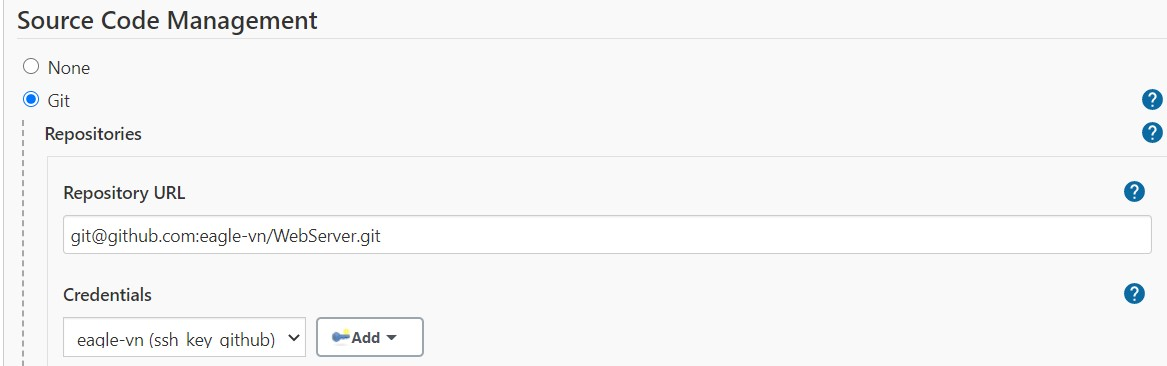 Source Code Management
None
Git
?
Repositories
?
Repository URL
?
git@github.com:eagle-vn/WebServer.git
Credentials
?
eagle-vn (ssh_key_github)
Add